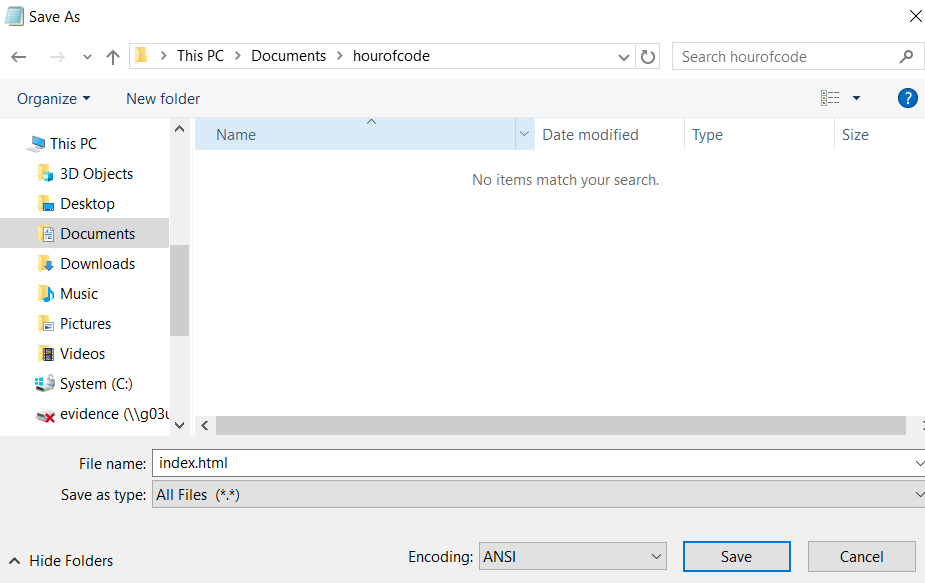 Save As
This PC > Documents > hourofcode
Search hourofcode
Organize
New folder
?
Name
Date modified
Type
Size
No items match your search.
This PC
3D Objects
Desktop
Documents
Downloads
Music
Pictures
Videos
System (C:)
evidence (\\g03u
File name: index.html
Save as type: All Files (*.*)
Hide Folders
Encoding: ANSI
Save
Cancel